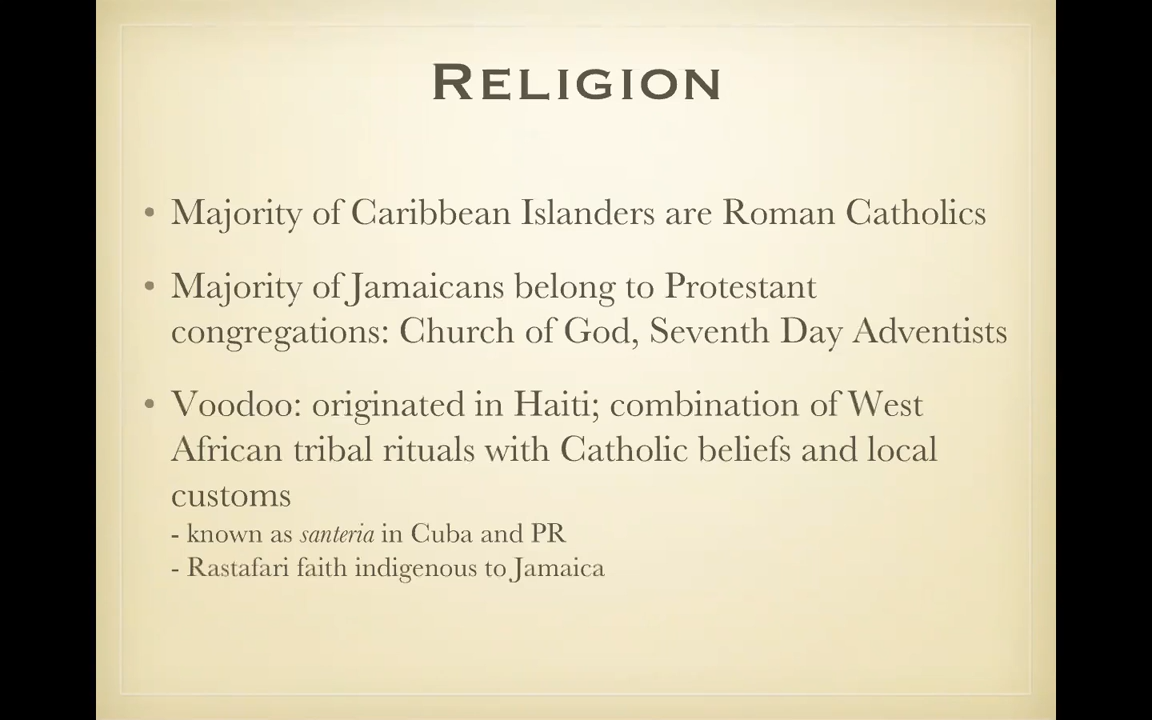 RELIGION
• Majority of Caribbean Islanders are Roman Catholics
• Majority of Jamaicans belong to Protestant
congregations: Church of God, Seventh Day Adventists
• Voodoo: originated in Haiti; combination of West
African tribal rituals with Catholic beliefs and local
customs
- known as santeria in Cuba and PR
- Rastafari faith indigenous to Jamaica